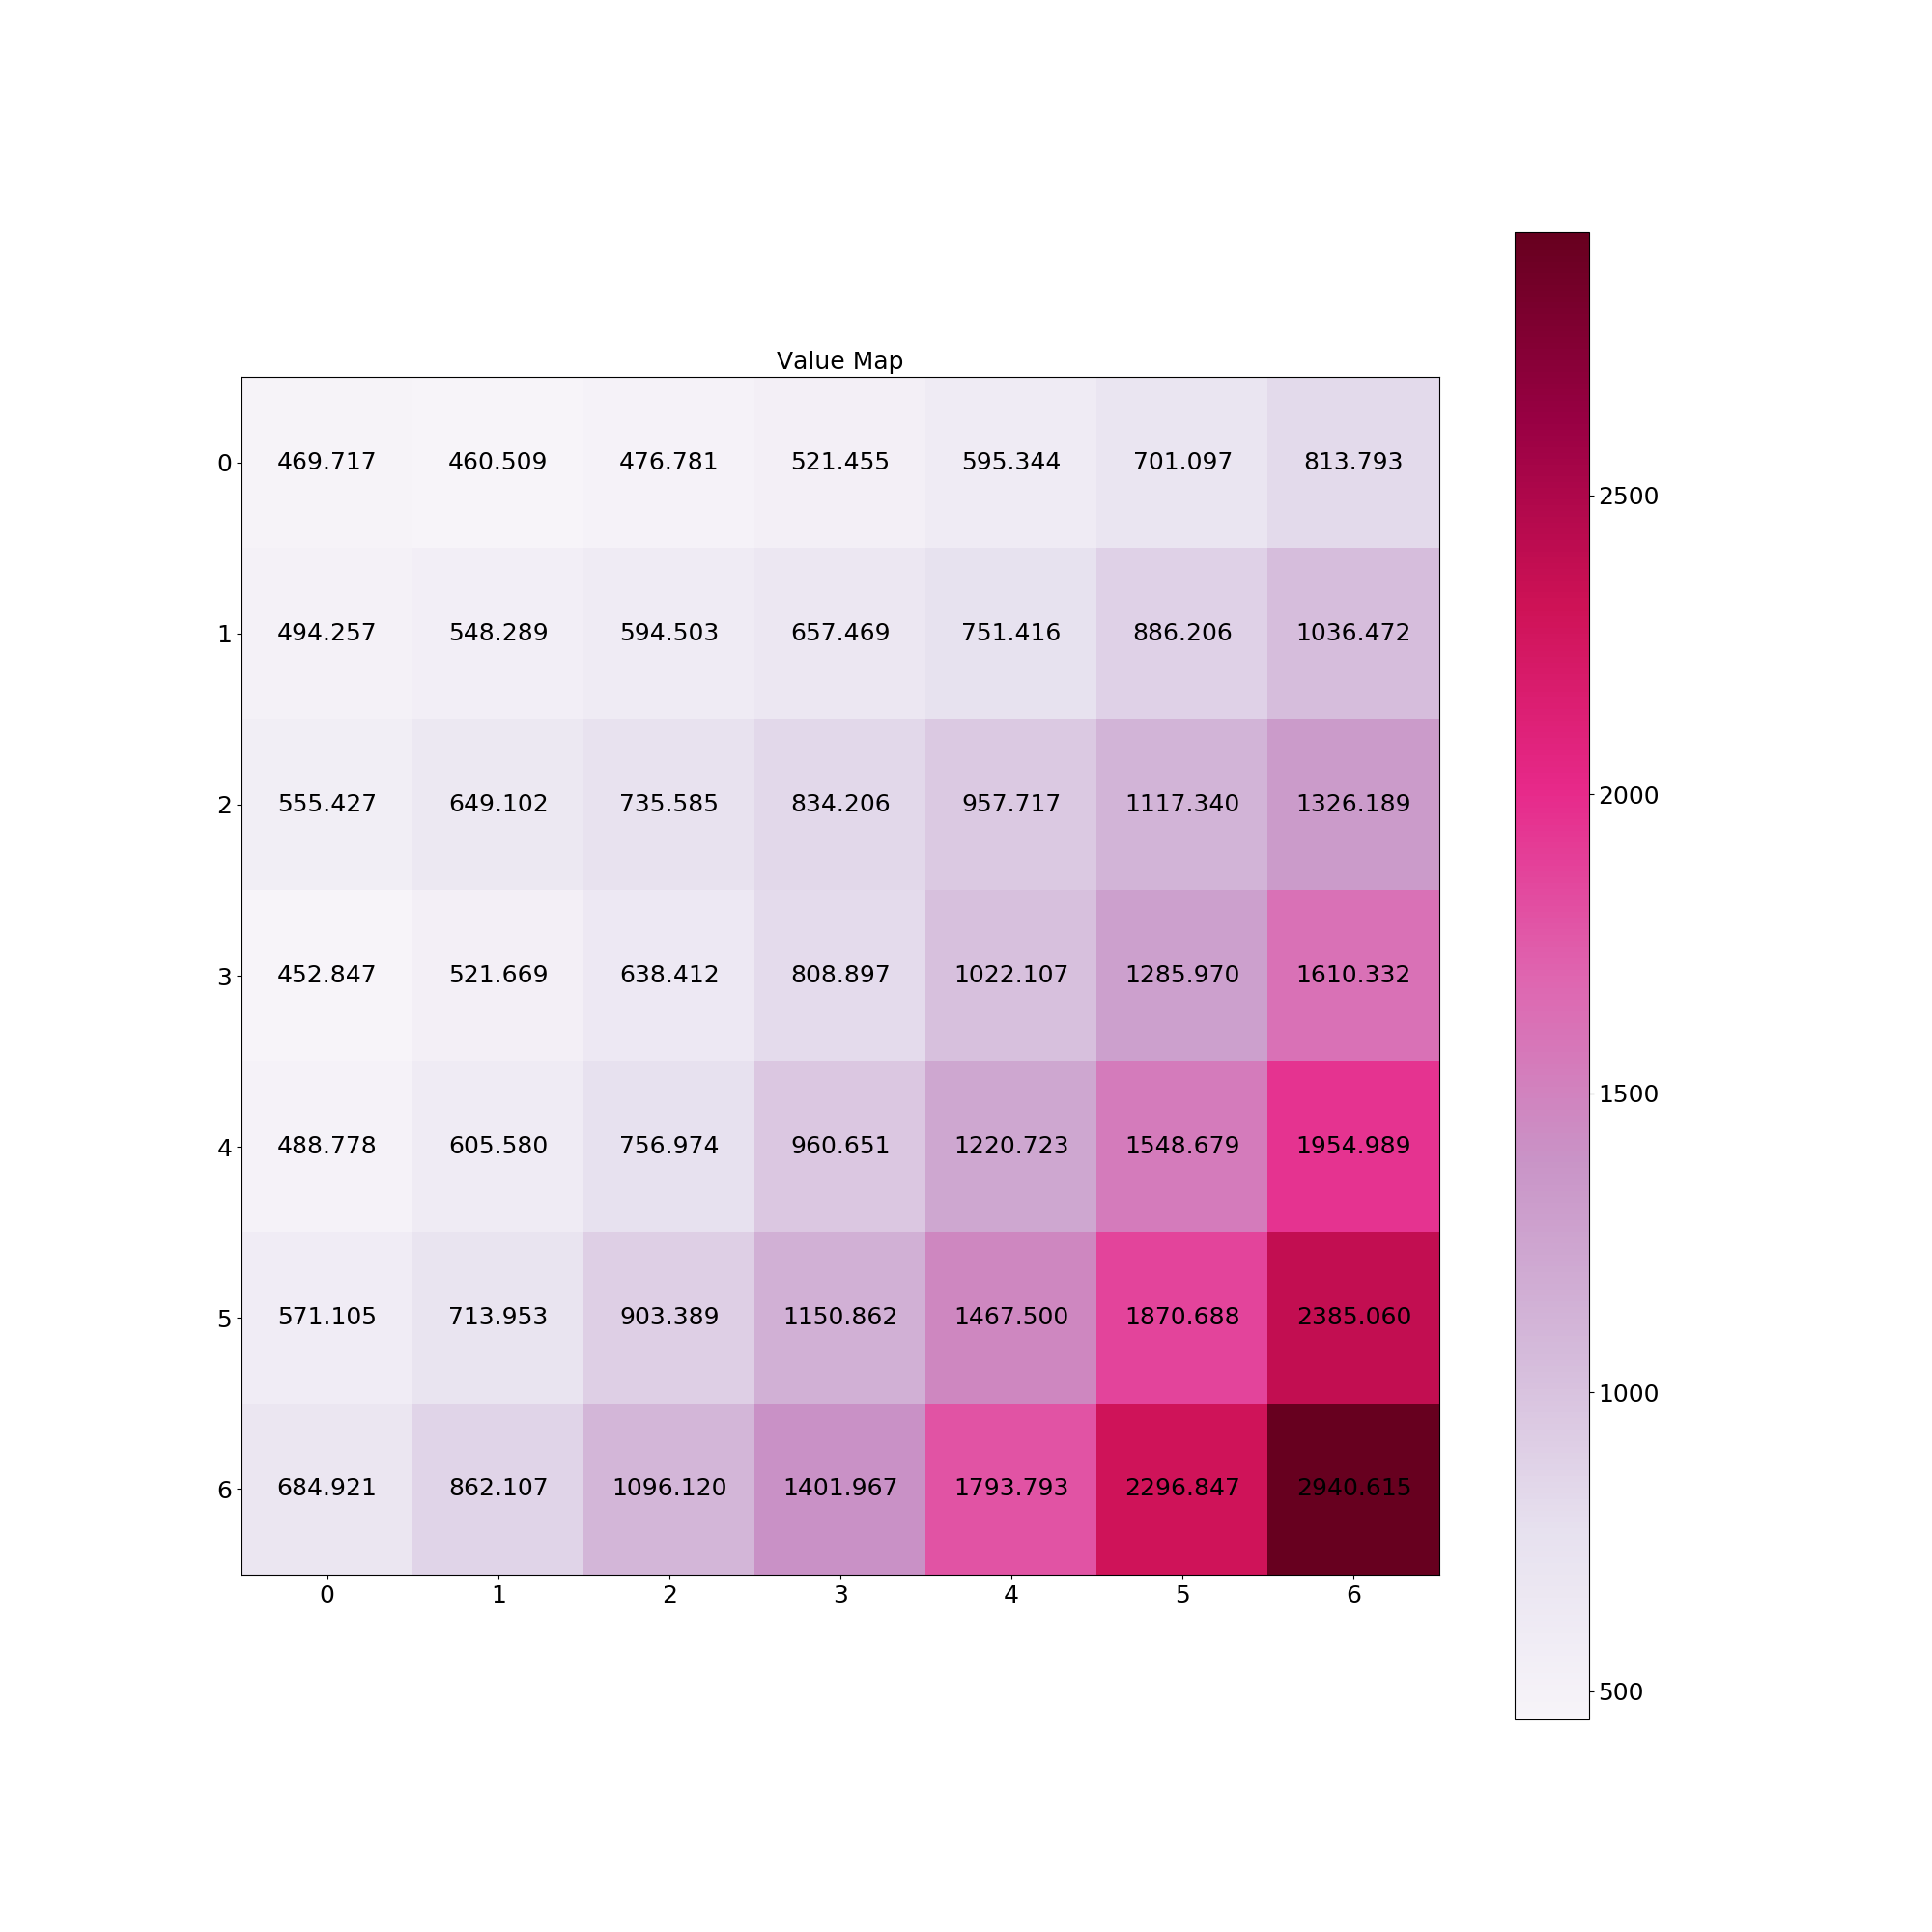 Value Map
0 469.717 460.509 476.781 521.455 595.344 701.097 813.793
1 494.257 548.289 594.503 657.469 751.416 886.206 1036.472
2 555.427 649.102 735.585 834.206 957.717 1117.340 1326.189
3 452.847 521.669 638.412 808.897 1022.107 1285.970 1610.332
4 488.778 605.580 756.974 960.651 1220.723 1548.679 1954.989
5 571.105 713.953 903.389 1150.862 1467.500 1870.688 2385.060
6 684.921 862.107 1096.120 1401.967 1793.793 2296.847 2940.615
0 1 2 3 4 5 6
2500
2000
1500
1000
500